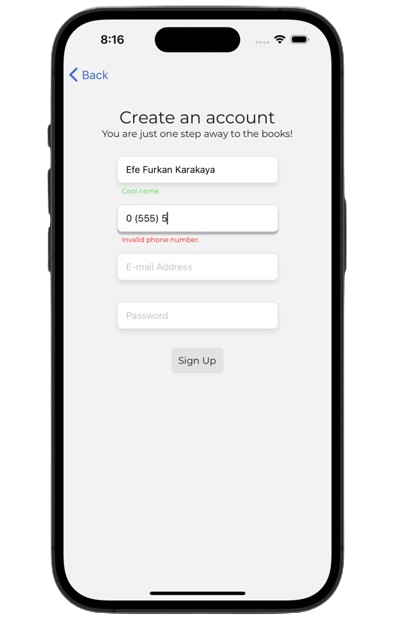 8:16
Back
Create an account
You are just one step away to the books!
Efe Furkan Karakaya
Cool name.
0 (555) 5
Invalid phone number.
E-mail Address
Password
Sign Up